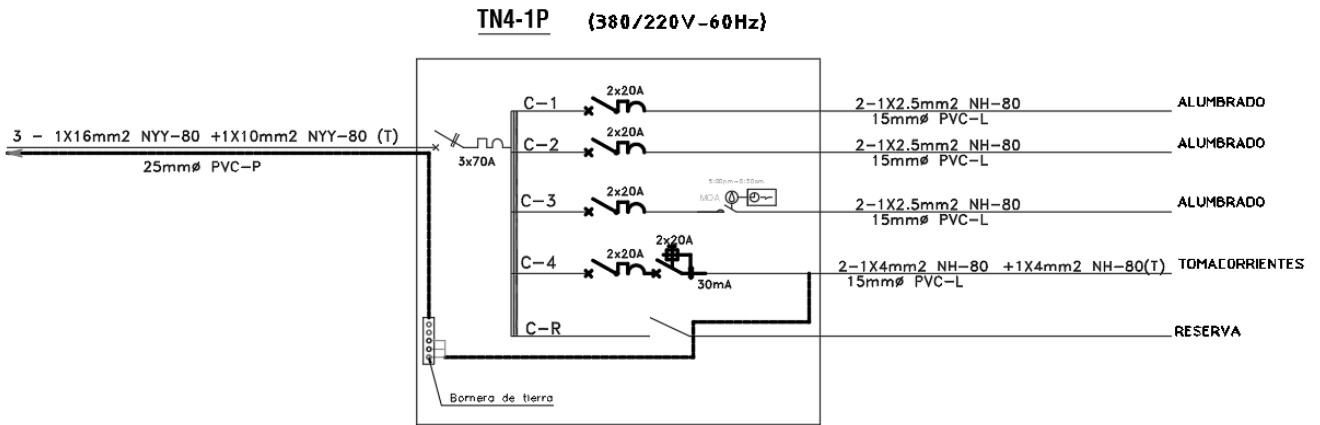 TN4-1P (380/220V-60Hz)
3 - 1X16mm2 NYY-80 +1X10mm2 NYY-80 (T)
25mmø PVC-P
3x70A
C-1
2x20A
2-1X2.5mm2 NH-80
15mmø PVC-L
ALUMBRADO
C-2
2x20A
2-1X2.5mm2 NH-80
15mmø PVC-L
ALUMBRADO
C-3
2x20A
MOA
2-1X2.5mm2 NH-80
15mmø PVC-L
ALUMBRADO
C-4
2x20A
2x20A
30mA
2-1X4mm2 NH-80 +1X4mm2 NH-80(T)
15mmø PVC-L
TOMACORRIENTES
C-R
RESERVA
Bornera de tierra